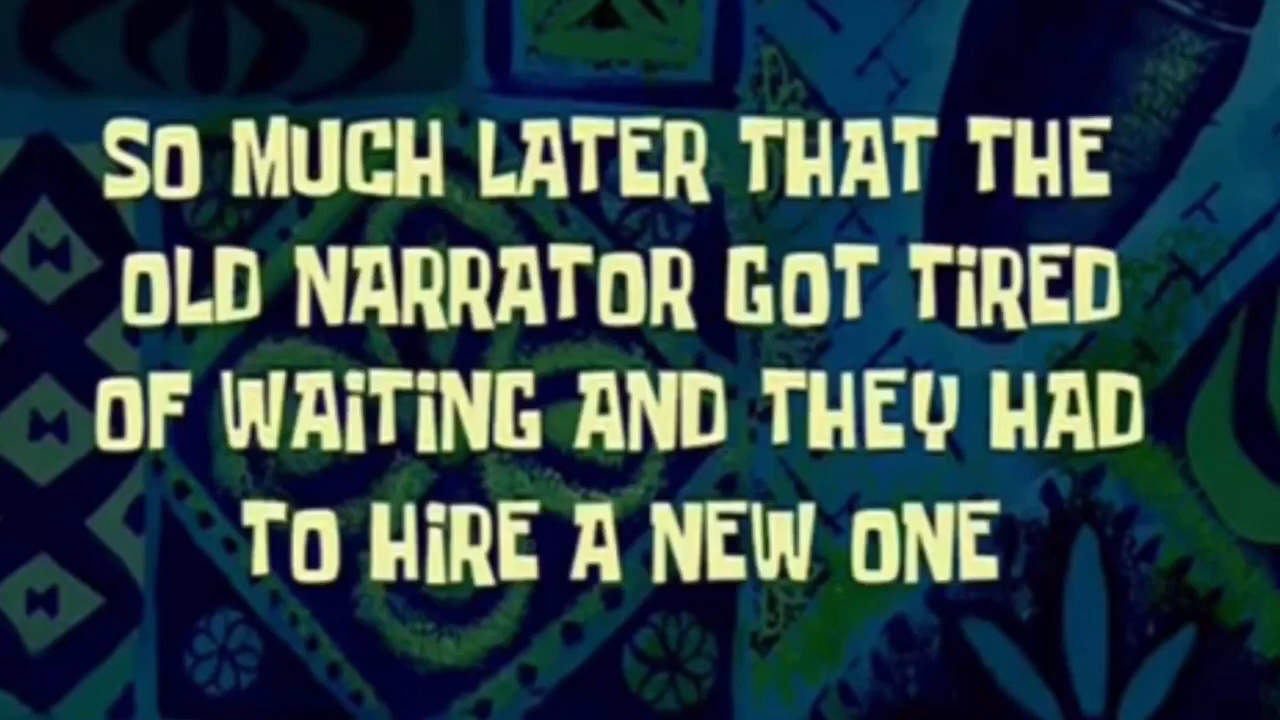 SO MUCH LATER THAT THE
OLD NARRATOR GOT TiRED
OF WAiTiNG AND THEY HAD
TO HiRE A NEW ONE